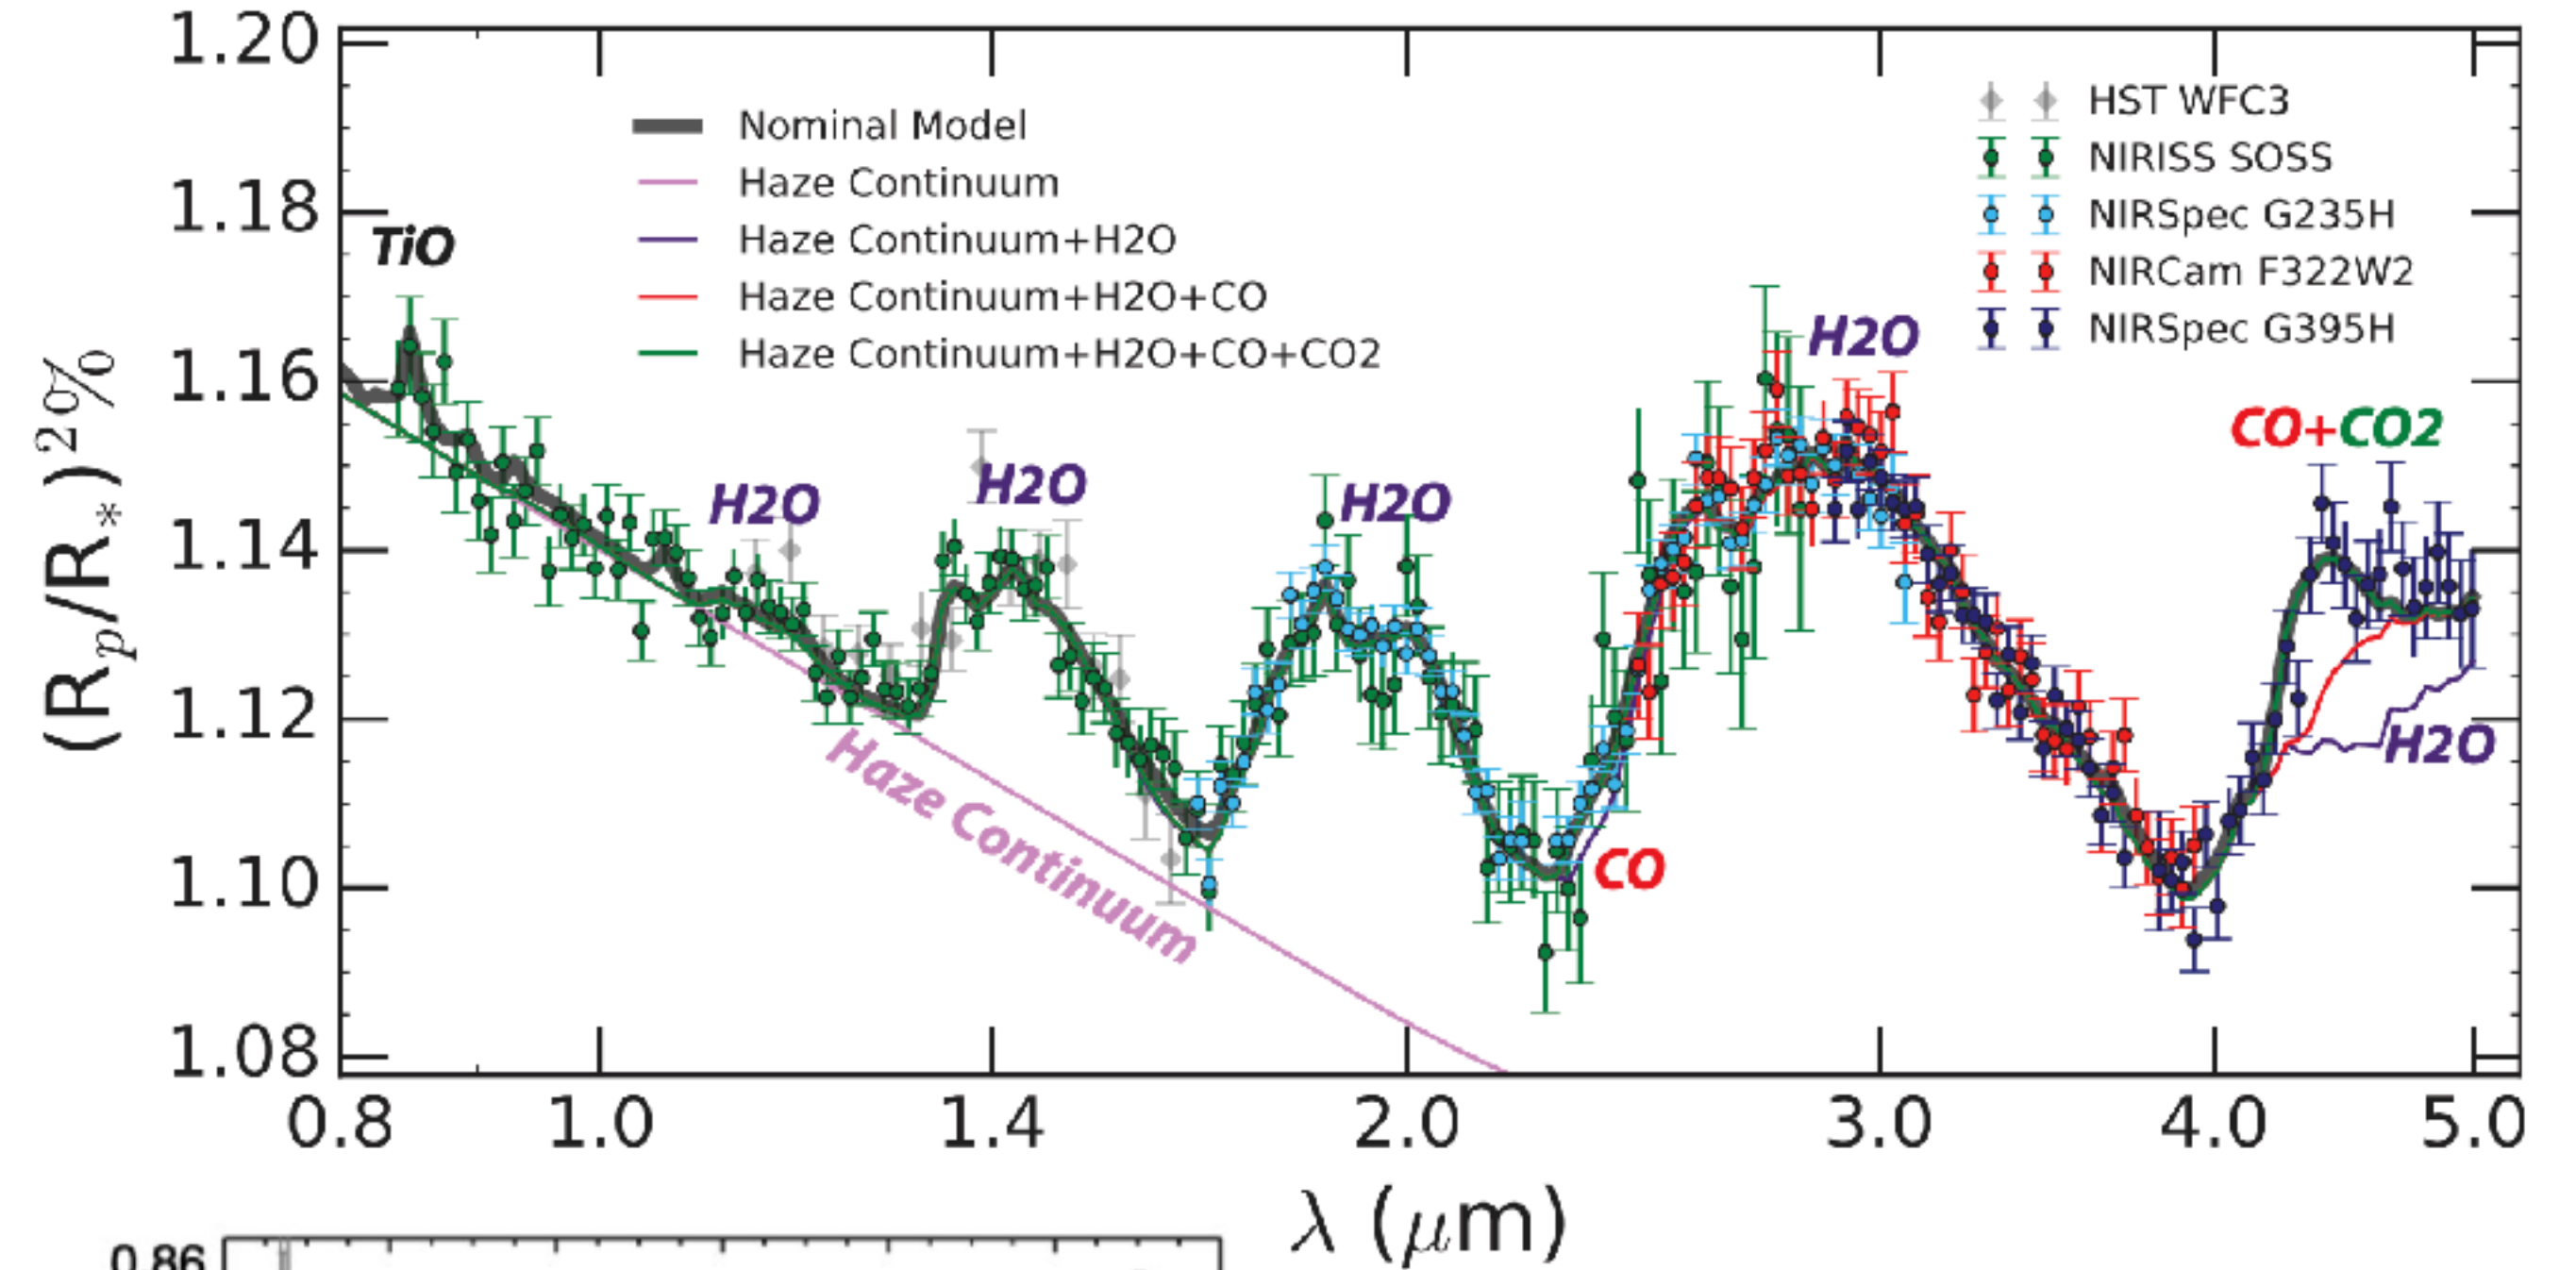 1.20
1.18
1.16
1.14
1.12
1.10
1.08
(Rp/R*)2%
Nominal Model
Haze Continuum
Haze Continuum+H2O
Haze Continuum+H2O+CO
Haze Continuum+H2O+CO+CO2
HST WFC3
NIRISS SOSS
NIRSpec G235H
NIRCam F322W2
NIRSpec G395H
TiO
H2O
H2O
H2O
H2O
CO+CO2
H2O
CO
Haze Continuum
0.8 1.0 1.4 2.0 3.0 4.0 5.0
λ (μm)
0.86